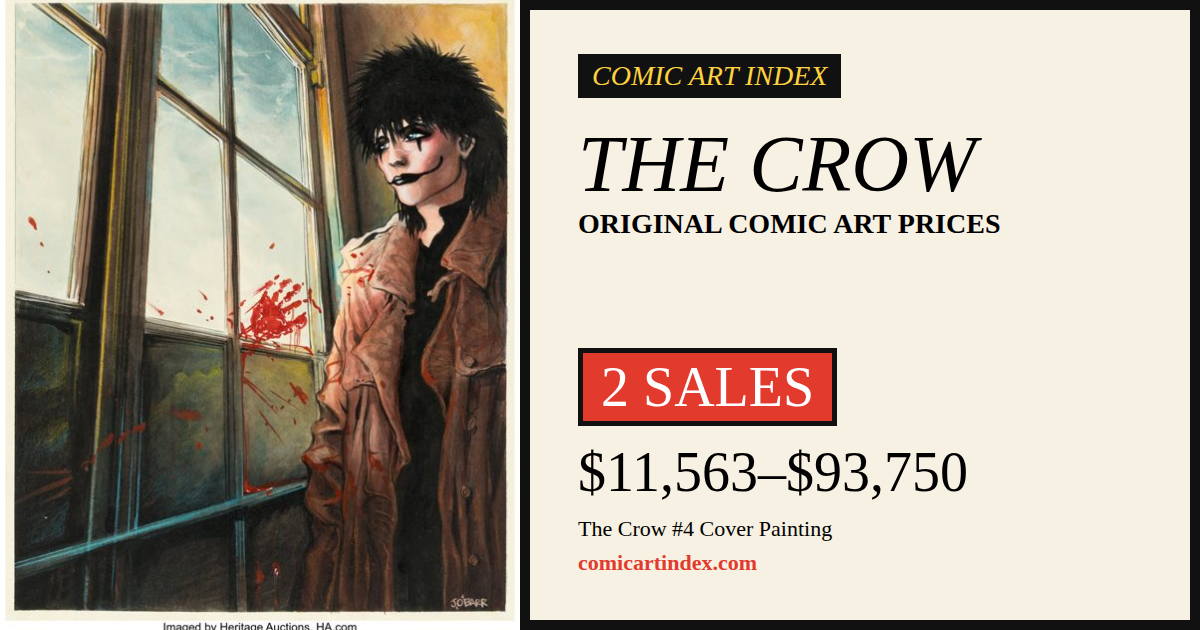 J.O'BARR
Imaged by Heritage Auctions, HA.com
COMIC ART INDEX
THE CROW
ORIGINAL COMIC ART PRICES
2 SALES
$11,563–$93,750
The Crow #4 Cover Painting
comicartindex.com